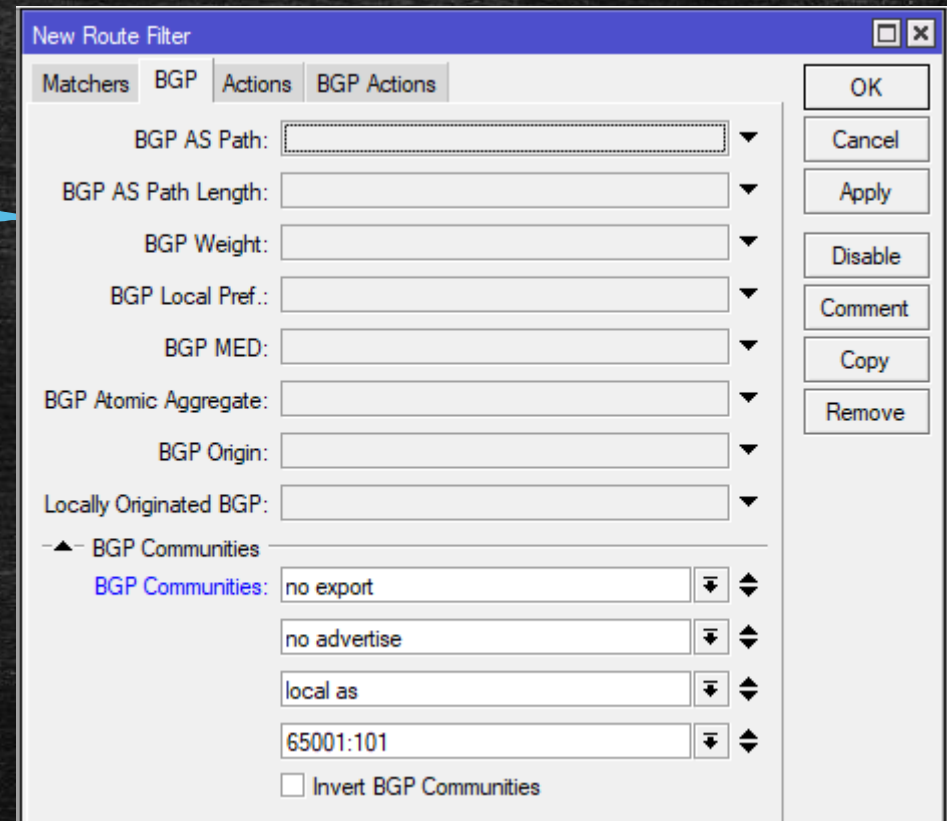 New Route Filter
Matchers BGP Actions BGP Actions
BGP AS Path:
BGP AS Path Length:
BGP Weight:
BGP Local Pref.:
BGP MED:
BGP Atomic Aggregate:
BGP Origin:
Locally Originated BGP:
BGP Communities
BGP Communities: no export
no advertise
local as
65001:101
Invert BGP Communities
OK
Cancel
Apply
Disable
Comment
Copy
Remove